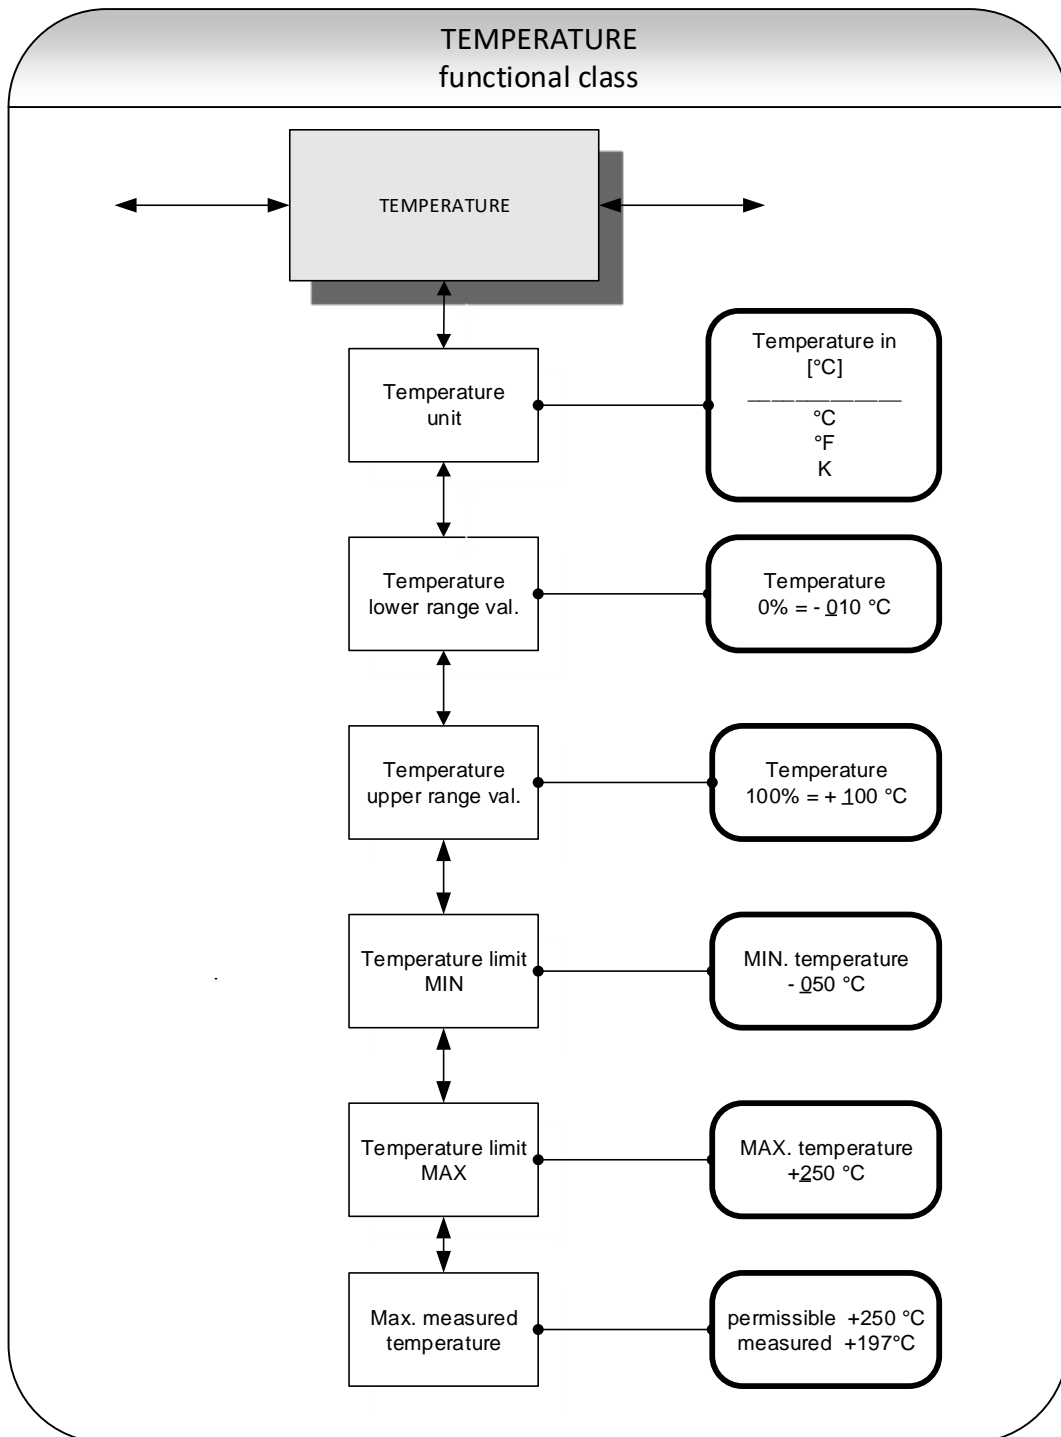 TEMPERATURE
functional class
TEMPERATURE
Temperature
unit
Temperature in
[°C]
_____________
°C
°F
K
Temperature
lower range val.
Temperature
0% = - 010 °C
Temperature
upper range val.
Temperature
100% = + 100 °C
Temperature limit
MIN
MIN. temperature
- 050 °C
Temperature limit
MAX
MAX. temperature
+250 °C
Max. measured
temperature
permissible +250 °C
measured +197°C